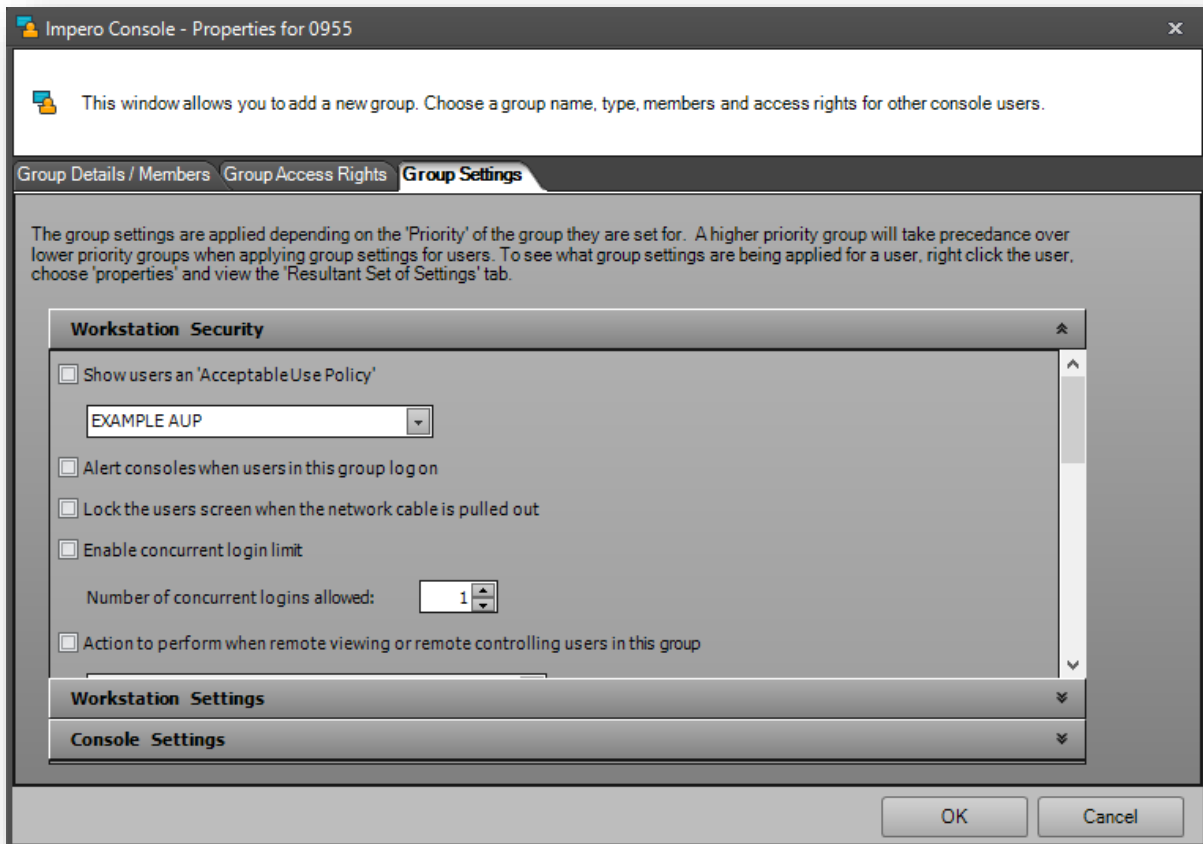 Impero Console - Properties for 0955
This window allows you to add a new group. Choose a group name, type, members and access rights for other console users.
Group Details / Members Group Access Rights Group Settings
The group settings are applied depending on the 'Priority' of the group they are set for. A higher priority group will take precedance over
lower priority groups when applying group settings for users. To see what group settings are being applied for a user, right click the user,
choose 'properties' and view the 'Resultant Set of Settings' tab.
Workstation Security
Show users an 'Acceptable Use Policy'
EXAMPLE AUP
Alert consoles when users in this group log on
Lock the users screen when the network cable is pulled out
Enable concurrent login limit
Number of concurrent logins allowed: 1
Action to perform when remote viewing or remote controlling users in this group
Workstation Settings
Console Settings
OK Cancel